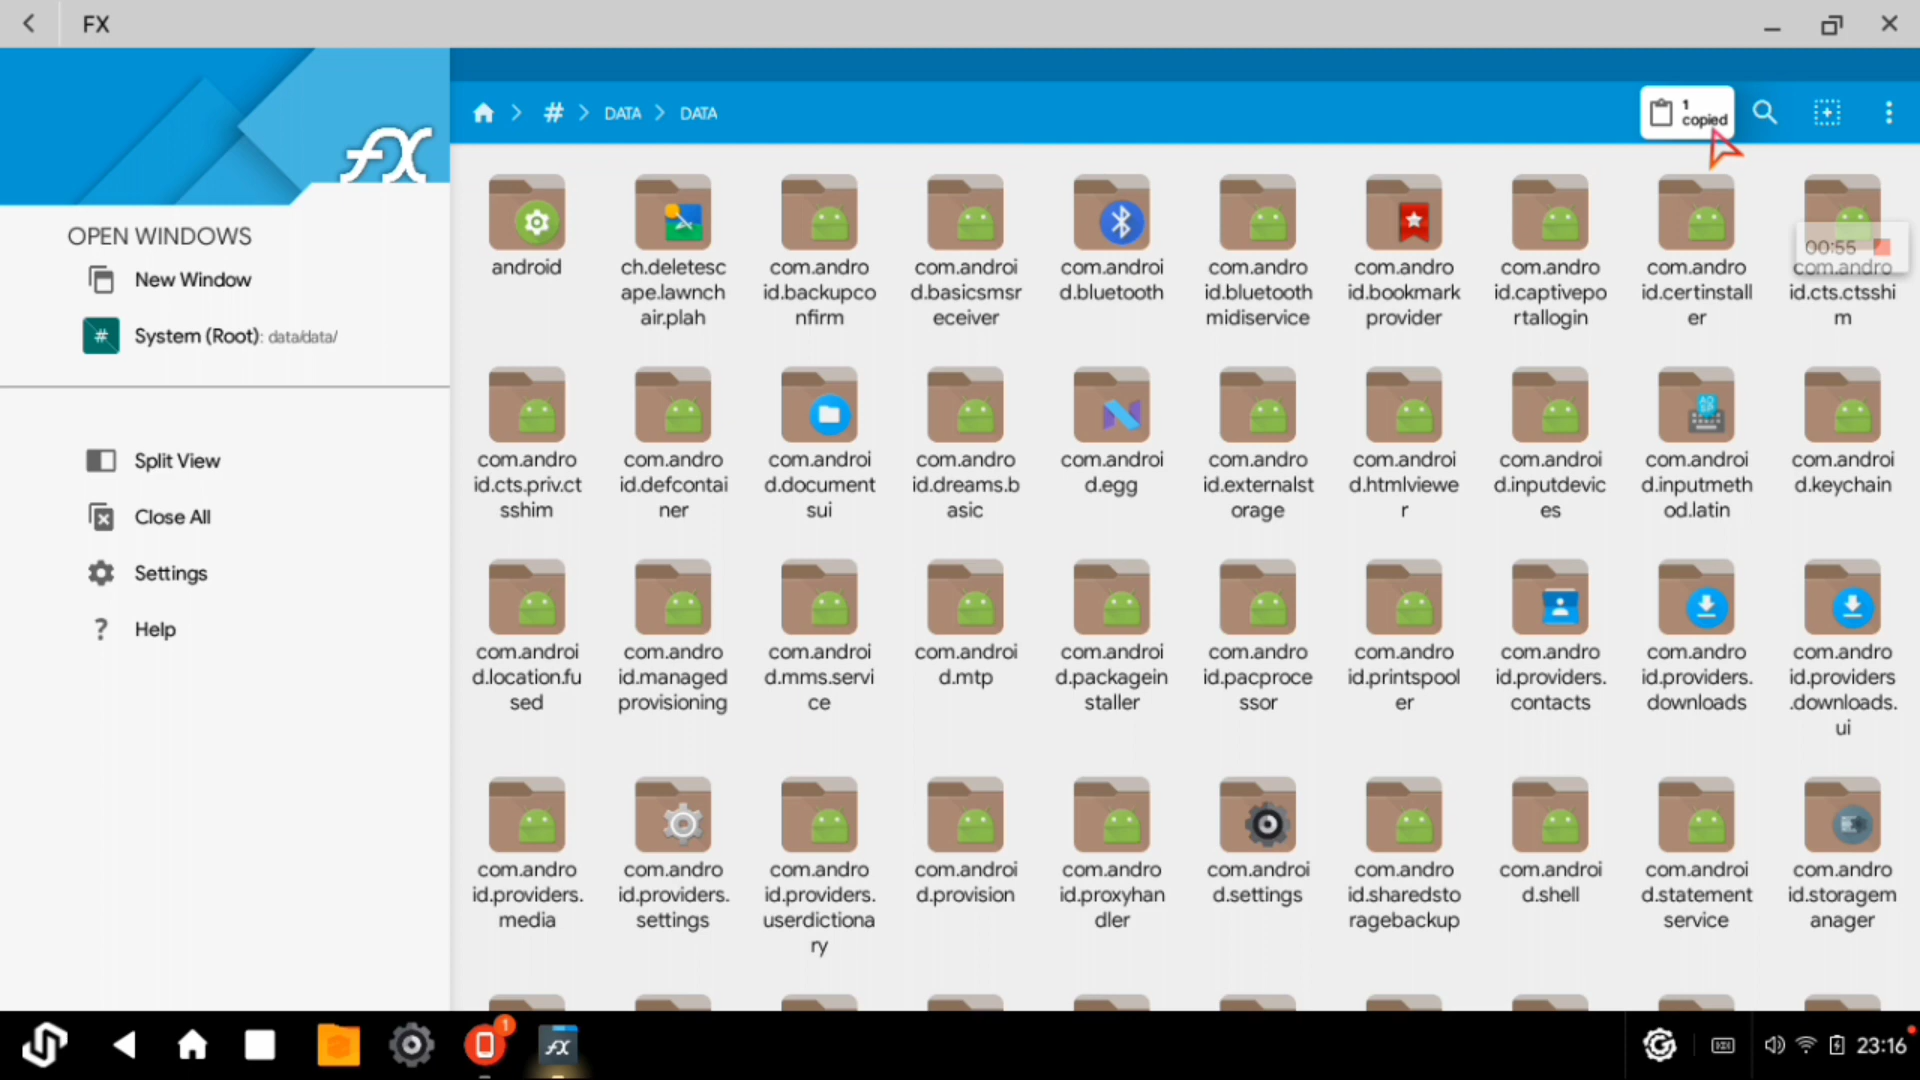 FX
FX
OPEN WINDOWS
New Window
# System (Root): data/data/
Split View
Close All
Settings
? Help
# DATA DATA
1
copied
00:55
android
ch.deletesc
ape.lawnch
air.plah
com.andro
id.backupco
nfirm
com.androi
d.basicsmsr
eceiver
com.androi
d.bluetooth
com.andro
id.bluetooth
midiservice
com.andro
id.bookmark
provider
com.androi
id.captivepo
rtallogin
com.andro
id.certinstall
er
com.andro
id.cts.ctsshi
m
com.andro
id.cts.priv.ct
sshim
com.andro
id.defcontai
ner
com.androi
d.document
sui
com.andro
id.dreams.b
asic
com.androi
d.egg
com.andro
id.externalst
orage
com.androi
d.htmlviewe
r
com.androi
d.inputdevic
es
com.andro
id.inputmeth
od.latin
com.androi
d.keychain
com.androi
d.location.fu
sed
com.andro
id.managed
provisioning
com.androi
d.mms.servi
ce
com.androi
d.mtp
com.androi
d.packagein
staller
com.andro
id.pacproce
ssor
com.andro
id.printspool
er
com.andro
id.providers.
contacts
com.andro
id.providers.
downloads
com.andro
id.providers
.downloads.
ui
com.andro
id.providers.
media
com.andro
id.providers.
settings
com.andro
id.providers.
userdictiona
ry
com.androi
d.provision
com.andro
id.proxyhan
dler
com.androi
d.settings
com.andro
id.sharedsto
ragebackup
com.androi
d.shell
com.androi
d.statement
service
com.andro
id.storagem
anager
1
FX
23:16